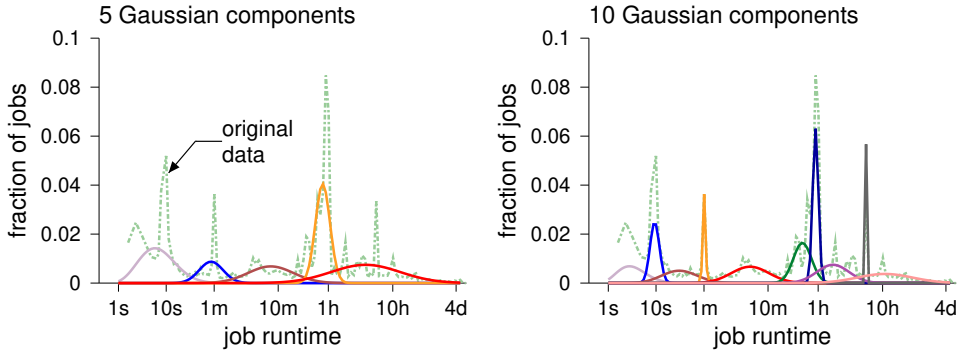 5 Gaussian components
0.1
0.08
0.06
0.04
0.02
0
fraction of jobs
original
data
1s 10s 1m 10m 1h 10h 4d
job runtime
10 Gaussian components
0.1
0.08
0.06
0.04
0.02
0
fraction of jobs
1s 10s 1m 10m 1h 10h 4d
job runtime